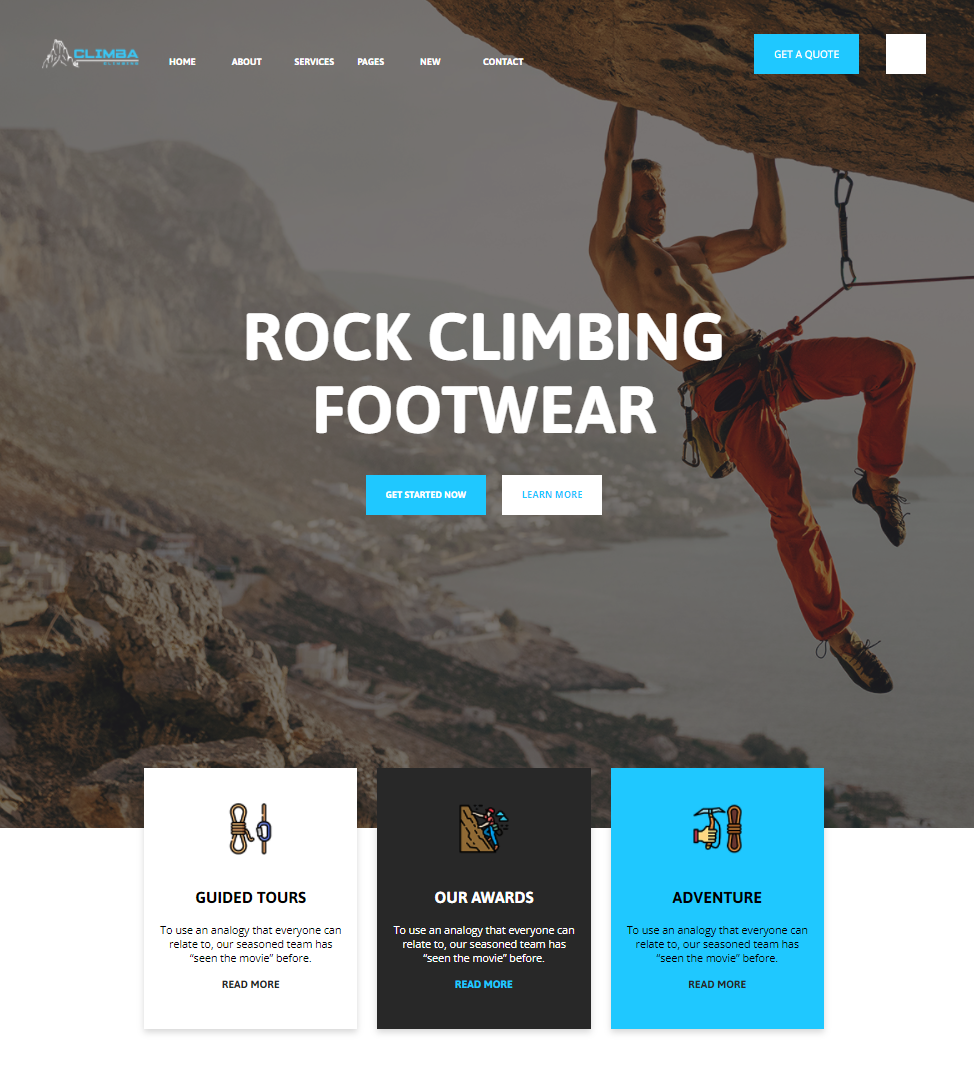 CLIMBA
HOME ABOUT SERVICES PAGES NEW CONTACT
GET A QUOTE
ROCK CLIMBING
FOOTWEAR
GET STARTED NOW LEARN MORE
GUIDED TOURS
To use an analogy that everyone can
relate to, our seasoned team has
“seen the movie” before.
READ MORE
OUR AWARDS
To use an analogy that everyone can
relate to, our seasoned team has
“seen the movie” before.
READ MORE
ADVENTURE
To use an analogy that everyone can
relate to, our seasoned team has
“seen the movie” before.
READ MORE